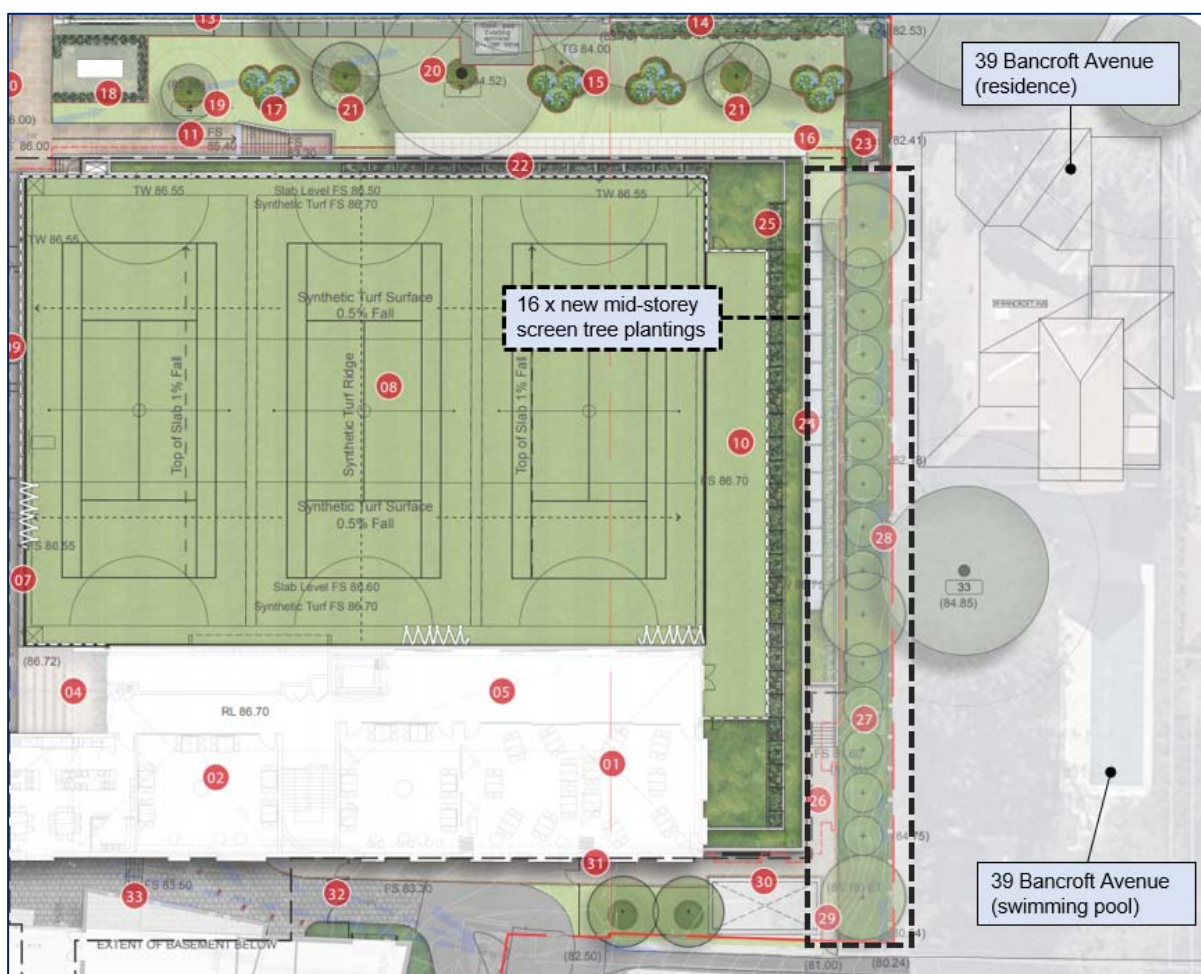 13
14
(82.53)
39 Bancroft Avenue
(residence)
TG 84.00
20
15
18
19
17
21
21
11
FS
85.40
16
23
(82.41)
22
TW 86.55
Slab Level FS 86.50
Synthetic Turf FS 86.70
TW 86.55
TW 86.55
25
Synthetic Turf Surface
0.5% Fall
16 x new mid-storey
screen tree plantings
39 BANCROFT AVE
09
Top of Slab 1% Fall
Synthetic Turf Ridge
Top of Slab 1% Fall
08
24
10
FS 86.70
Synthetic Turf Surface
0.5% Fall
28
FS 86.55
07
Slab Level FS 86.60
Synthetic Turf FS 86.70
33
(84.85)
(86.72)
04
05
RL 86.70
27
02
01
26
39 Bancroft Avenue
(swimming pool)
31
33
FS 83.50
32
FS 83.30
30
29
EXTENT OF BASEMENT BELOW
(82.50)
(81.00)
(80.24)